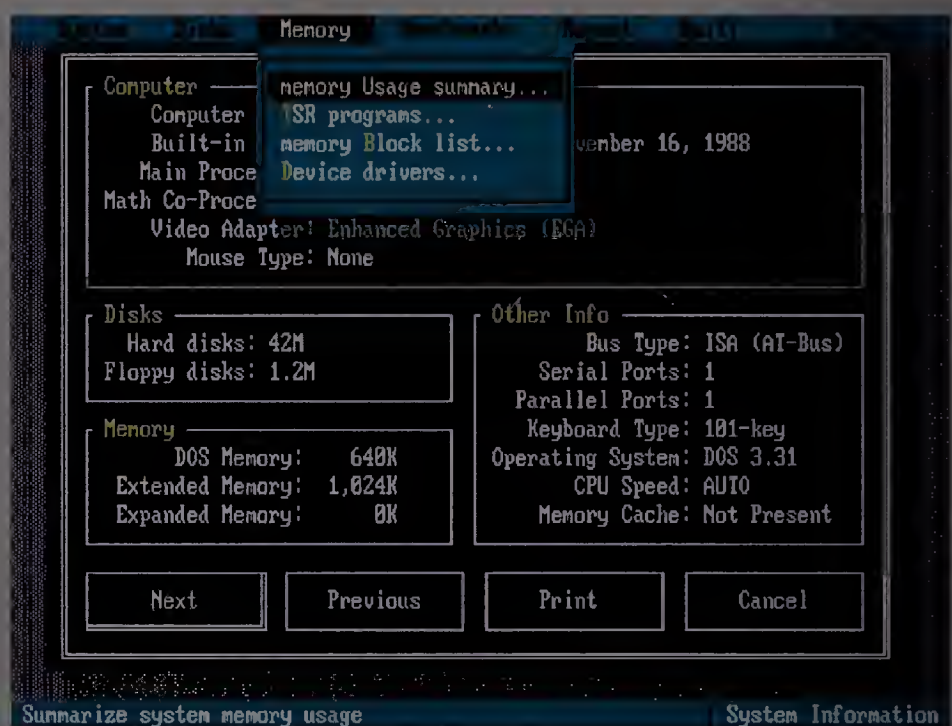 Memory
memory Usage summary...
TSR programs...
memory Block list...
Device drivers...
Computer
Computer
Built-in vember 16, 1988
Main Proce
Math Co-Proce
Video Adapter: Enhanced Graphics (EGA)
Mouse Type: None
Disks
Hard disks: 42M
Floppy disks: 1.2M
Memory
DOS Memory: 640K
Extended Memory: 1,024K
Expanded Memory: 0K
Other Info
Bus Type: ISA (AT-Bus)
Serial Ports: 1
Parallel Ports: 1
Keyboard Type: 101-key
Operating System: DOS 3.31
CPU Speed: AUTO
Memory Cache: Not Present
Next Previous Print Cancel
Summarize system memory usage System Information